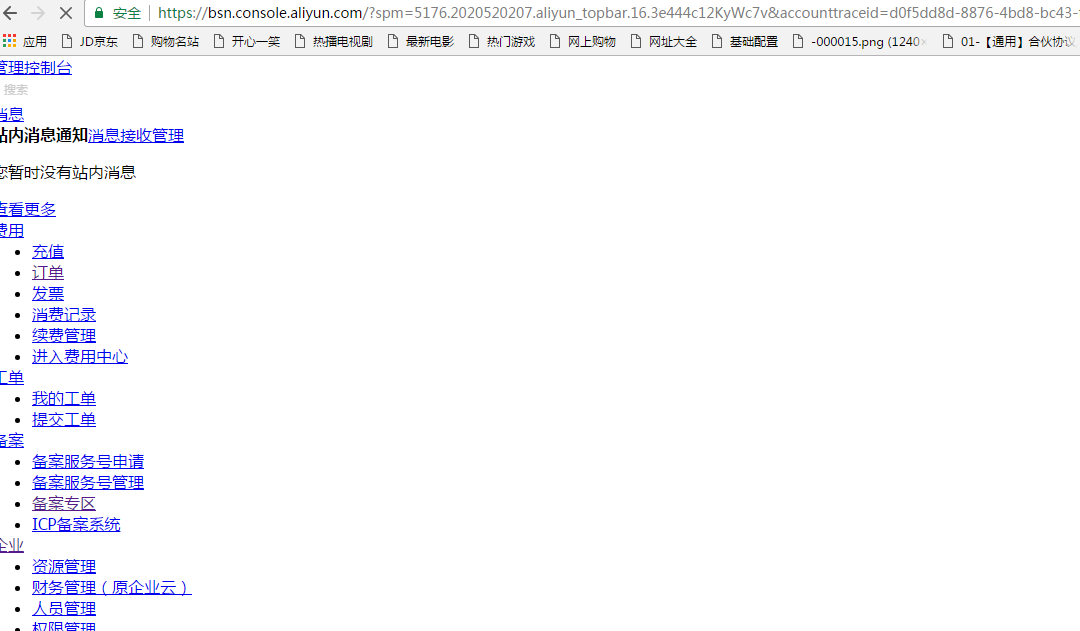 安全 https://bsn.console.aliyun.com/?spm=5176.2020520207.aliyun_topbar.16.3e444c12KyWc7v&accounttraceid=d0f5dd8d-8876-4bd8-bc43-
应用 JD京东 购物名站 开心一笑 热播电视剧 最新电影 热门游戏 网上购物 网址大全 基础配置 -000015.png (1240× 01-【通用】合伙协议
管理控制台
搜索
消息
站内消息通知消息接收管理
您暂时没有站内消息
查看更多
费用
充值
订单
发票
消费记录
续费管理
进入费用中心
工单
我的工单
提交工单
备案
备案服务号申请
备案服务号管理
备案专区
ICP备案系统
企业
资源管理
财务管理（原企业云）
人员管理
权限管理